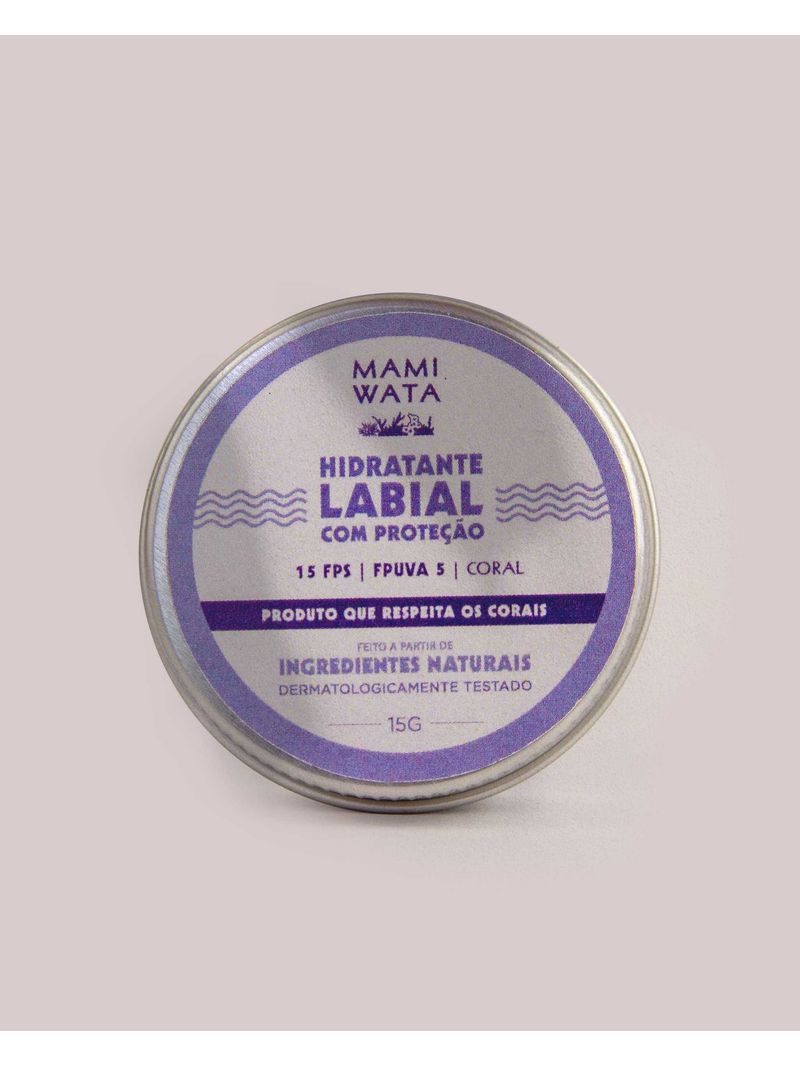 MAMI
WATA
HIDRATANTE
LABIAL
COM PROTEÇÃO
15 FPS | FPUVA 5 | CORAL
PRODUTO QUE RESPEITA OS CORAIS
FEITO A PARTIR DE
INGREDIENTES NATURAIS
DERMATOLOGICAMENTE TESTADO
15G